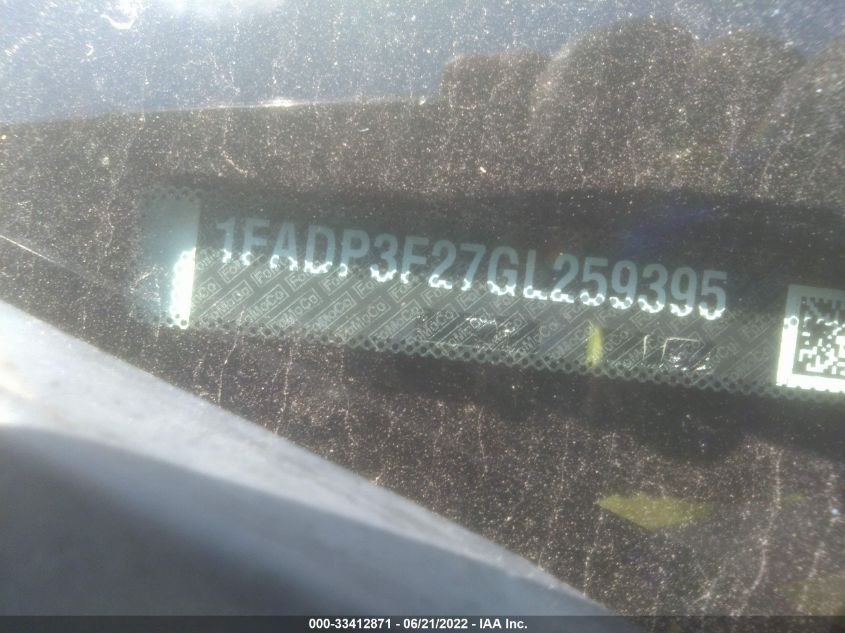 1FADP3F27GL259395
000-33412871 - 06/21/2022 - IAA Inc.